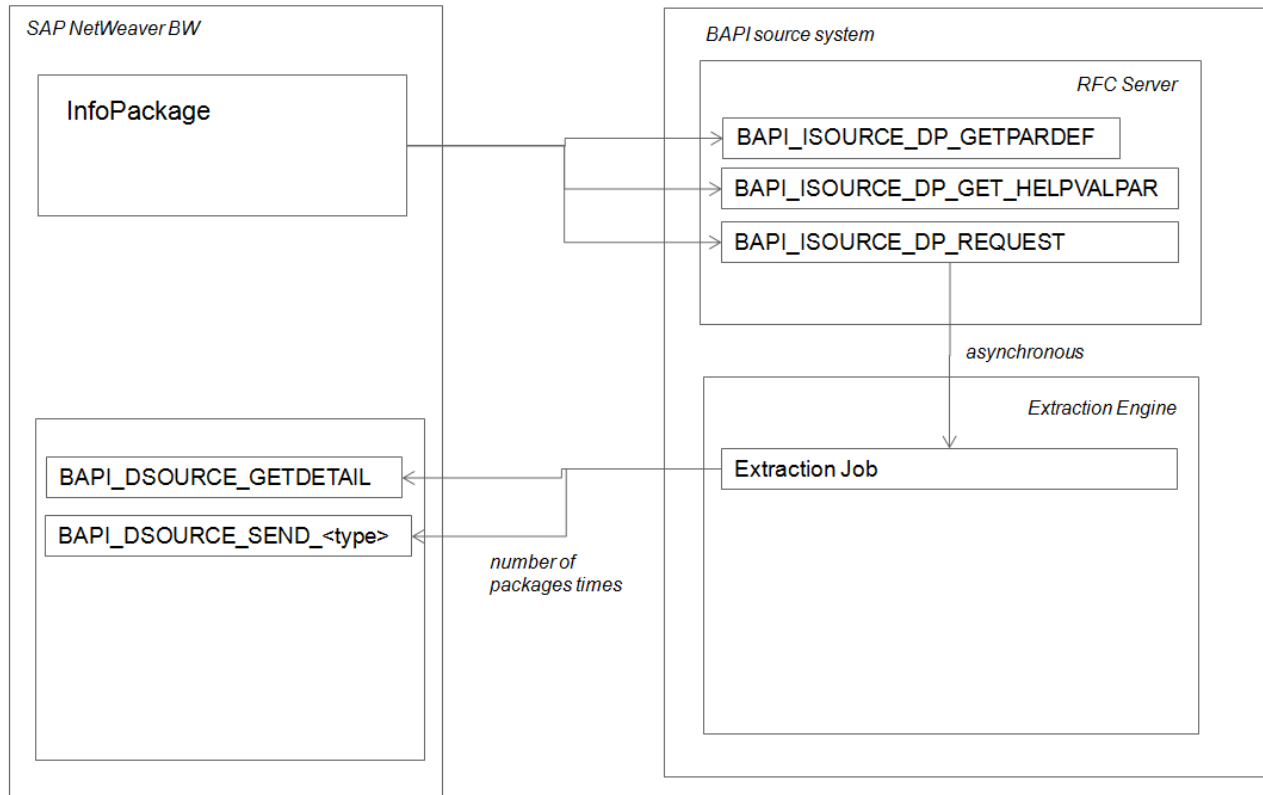 SAP NetWeaver BW
InfoPackage
BAPI source system
RFC Server
BAPI_ISOURCE_DP_GETPARDEF
BAPI_ISOURCE_DP_GET_HELPVALPAR
BAPI_ISOURCE_DP_REQUEST
asynchronous
Extraction Engine
Extraction Job
BAPI_DSOURCE_GETDETAIL
BAPI_DSOURCE_SEND_<type>
number of
packages times